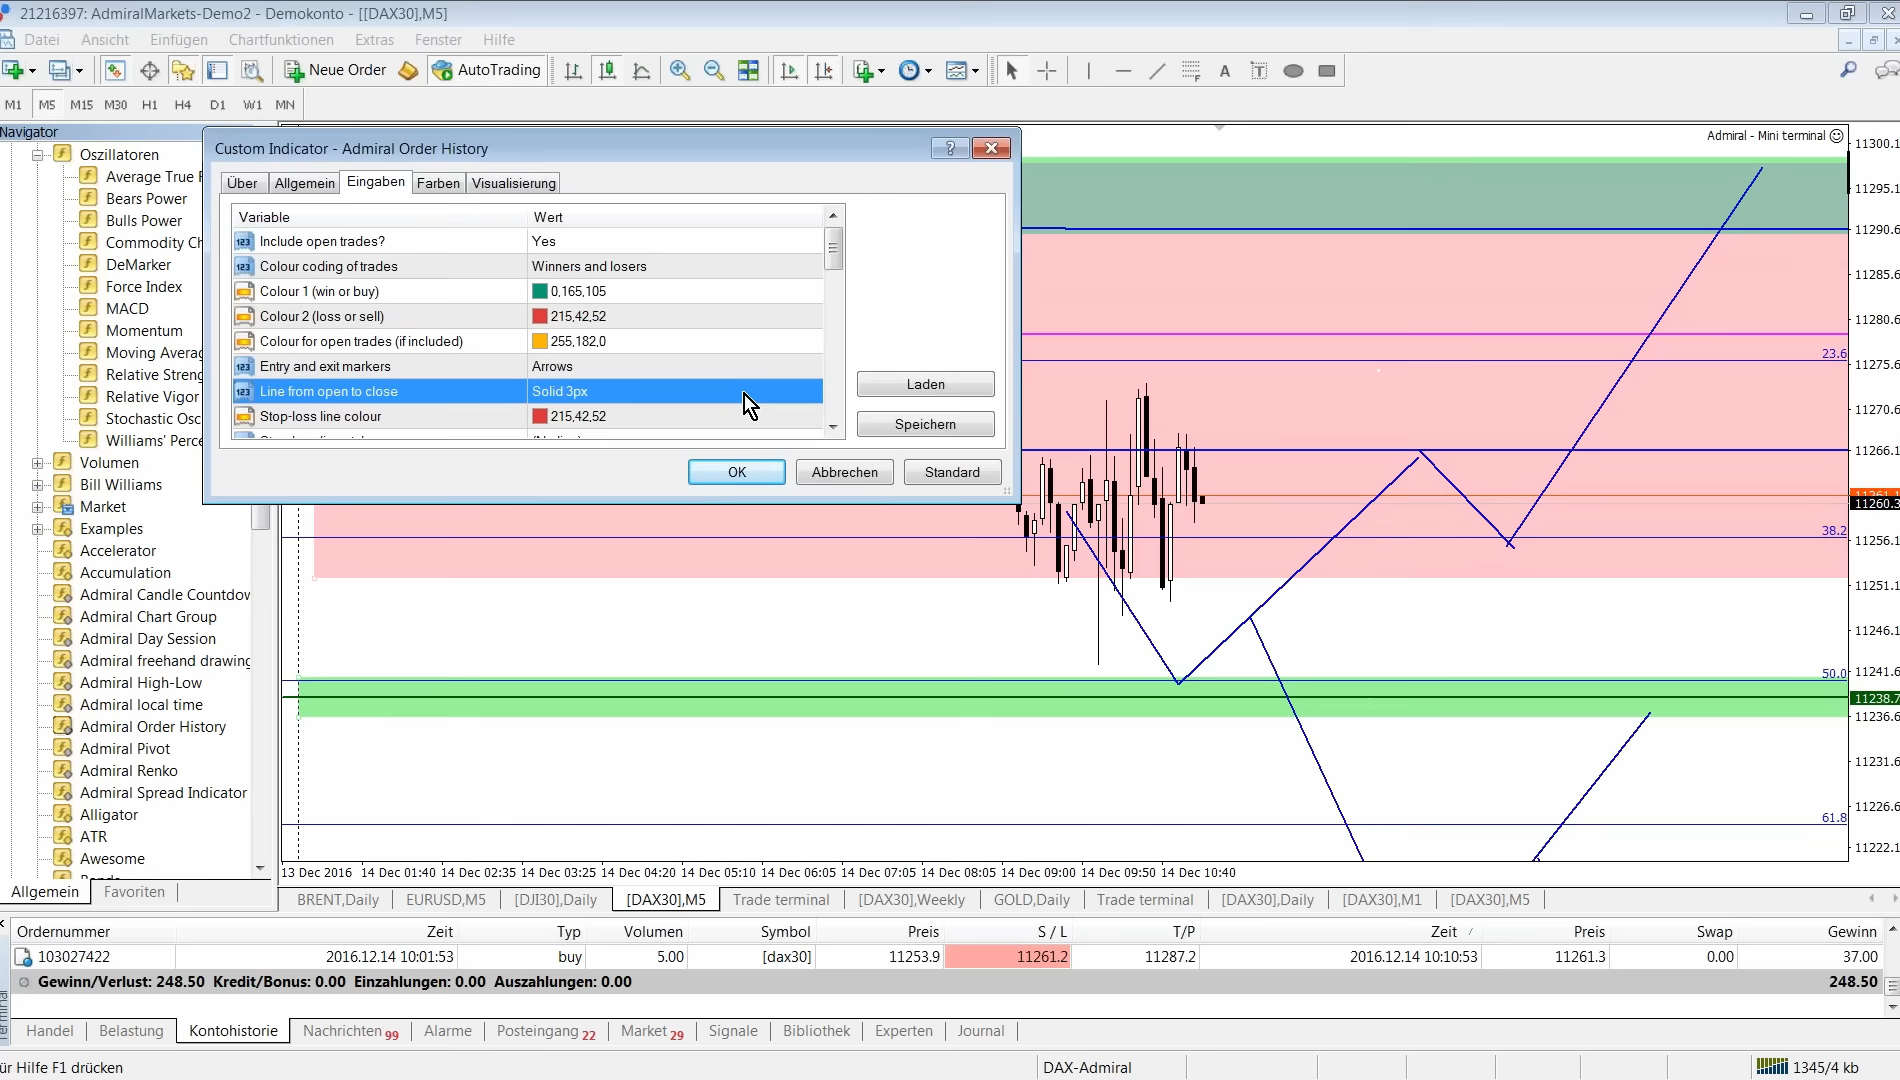 21216397: AdmiralMarkets-Demo2 - Demokonto - [[DAX30],M5]
Datei Ansicht Einfügen Chartfunktionen Extras Fenster Hilfe
Neue Order AutoTrading
M1 M5 M15 M30 H1 H4 D1 W1 MN
Navigator
Oszillatoren
Average True
Bears Power
Bulls Power
Commodity Ch
DeMarker
Force Index
MACD
Momentum
Moving Averag
Relative Streng
Relative Vigor
Stochastic Osc
Williams' Perce
Volumen
Bill Williams
Market
Examples
Accelerator
Accumulation
Admiral Candle Countdow
Admiral Chart Group
Admiral Day Session
Admiral freehand drawing
Admiral High-Low
Admiral local time
Admiral Order History
Admiral Pivot
Admiral Renko
Admiral Spread Indicator
Alligator
ATR
Awesome
Allgemein Favoriten
Custom Indicator - Admiral Order History
Über Allgemein Eingaben Farben Visualisierung
Variable Wert
Include open trades? Yes
Colour coding of trades Winners and losers
Colour 1 (win or buy) 0,165,105
Colour 2 (loss or sell) 215,42,52
Colour for open trades (if included) 255,182,0
Entry and exit markers Arrows
Line from open to close Solid 3px
Stop-loss line colour 215,42,52
Laden
Speichern
OK Abbrechen Standard
Admiral - Mini terminal
11300.1
11295.1
11290.6
11285.6
11280.6
23.6
11275.6
11270.6
11266.1
11261.1
11260.3
38.2
11256.1
11251.1
11246.1
11241.6
50.0
11238.7
11236.6
11231.6
11226.6
61.8
11222.1
13 Dec 2016 14 Dec 01:40 14 Dec 02:35 14 Dec 03:25 14 Dec 04:20 14 Dec 05:10 14 Dec 06:05 14 Dec 07:05 14 Dec 08:05 14 Dec 09:00 14 Dec 09:50 14 Dec 10:40
BRENT,Daily EURUSD,M5 [DJI30],Daily [DAX30],M5 Trade terminal [DAX30],Weekly GOLD,Daily Trade terminal [DAX30],Daily [DAX30],M1 [DAX30],M5
Ordernummer Zeit Typ Volumen Symbol Preis S / L T/P Zeit / Preis Swap Gewinn
103027422 2016.12.14 10:01:53 buy 5.00 [dax30] 11253.9 11261.2 11287.2 2016.12.14 10:10:53 11261.3 0.00 37.00
Gewinn/Verlust: 248.50 Kredit/Bonus: 0.00 Einzahlungen: 0.00 Auszahlungen: 0.00 248.50
Terminal
Handel Belastung Kontohistorie Nachrichten 99 Alarme Posteingang 22 Market 29 Signale Bibliothek Experten Journal
ür Hilfe F1 drücken DAX-Admiral 1345/4 kb